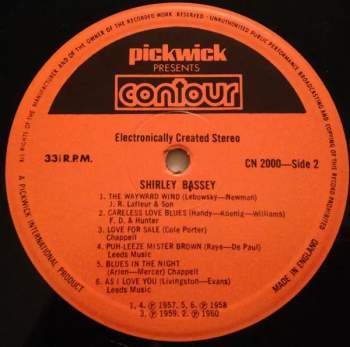 ALL RIGHTS OF THE MANUFACTURER AND OF THE OWNER OF THE RECORDED WORK RESERVED—UNAUTHORISED PUBLIC PERFORMANCE, BROADCASTING AND COPYING OF THIS RECORD PROHIBITED
pickwick
PRESENTS
contour
Electronically Created Stereo
33⅓ R.P.M.
CN 2000—Side 2
SHIRLEY BASSEY
1. THE WAYWARD WIND (Lebowsky—Newman)
J. R. Lafleur & Son
2. CARELESS LOVE BLUES (Handy—Koenig—Williams)
F. D. & Hunter
3. LOVE FOR SALE (Cole Porter)
Chappell
4. PUH-LEEZE MISTER BROWN (Raye—De Paul)
Leeds Music
5. BLUES IN THE NIGHT
(Arlen—Mercer) Chappell
6. AS I LOVE YOU (Livingston—Evans)
Leeds Music
1, 4. ℗ 1957. 5, 6. ℗ 1958
3. ℗ 1959. 2. ℗ 1960
A PICKWICK INTERNATIONAL PRODUCT
MADE IN ENGLAND